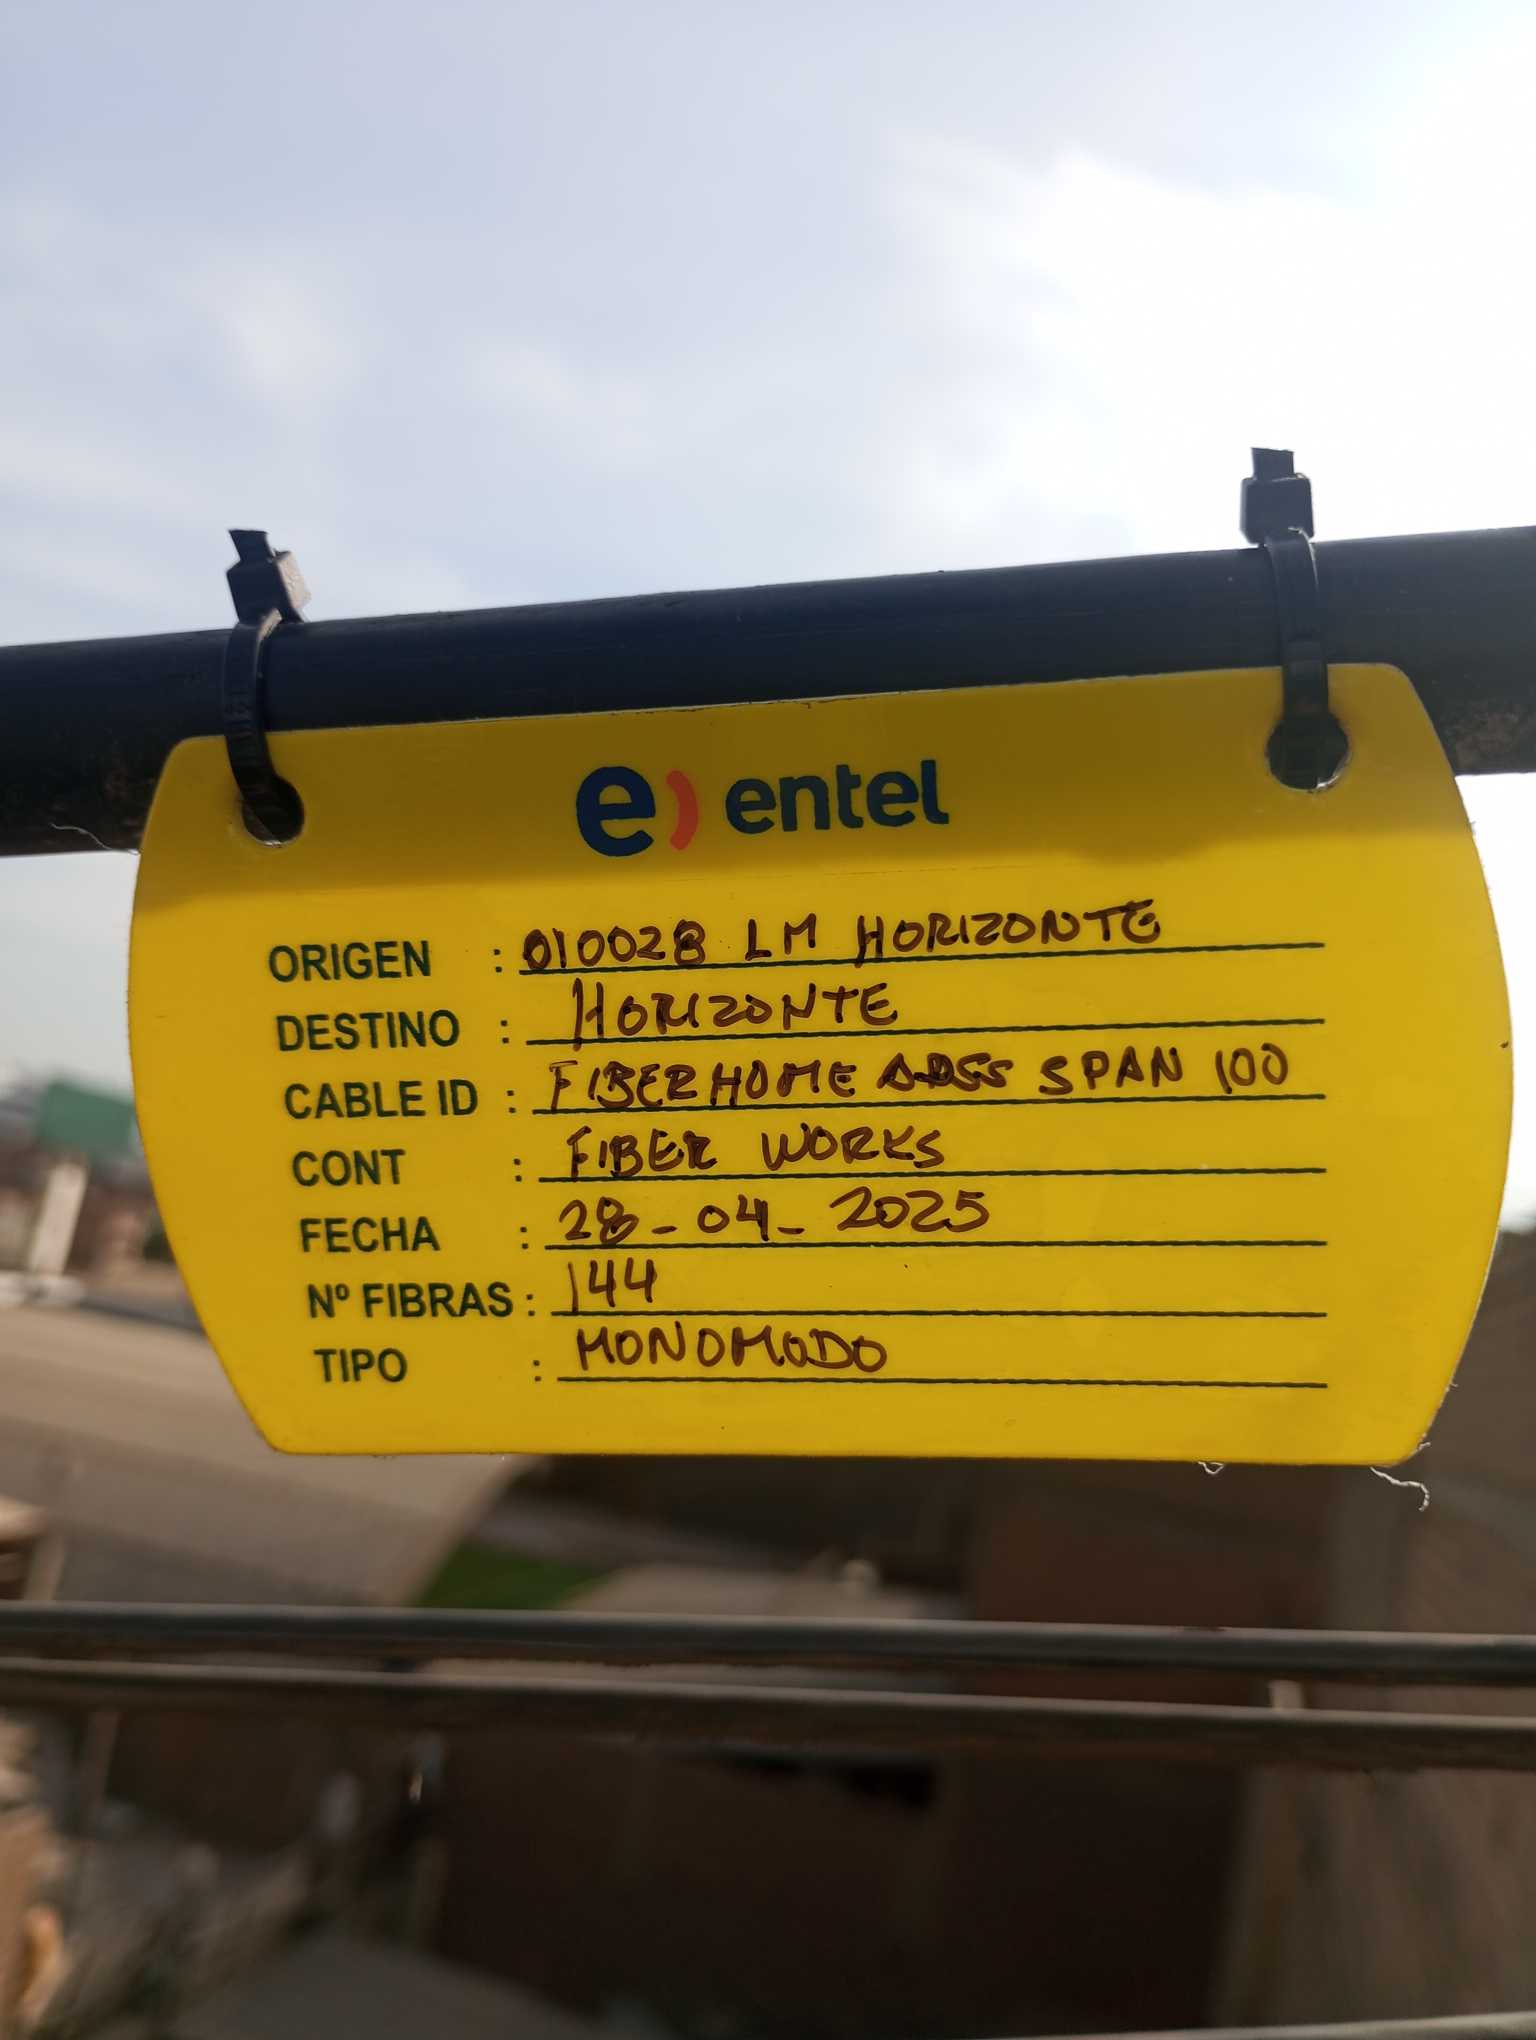 e) entel
ORIGEN : 010028 LM HORIZONTE
DESTINO : HORIZONTE
CABLE ID : FIBERHOME ADSS SPAN 100
CONT : FIBER WORKS
FECHA : 28-04-2025
Nº FIBRAS : 144
TIPO : MONOMODO